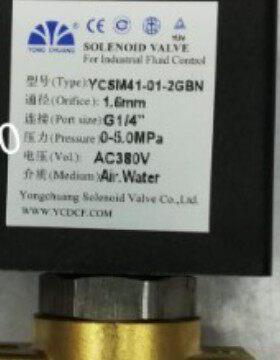 YONG CHUANG
SOLENOID VALVE
For Industrial Fluid Control
型号(Type): YCSM41-01-2GBN
通径(Orifice): 1.6mm
连接(Port size): G1/4"
压力(Pressure): 0-5.0MPa
电压(Vol.): AC380V
介质(Medium): Air.Water
Yongchuang Solenoid Valve Co.,Ltd.
WWW.YCDCF.COM